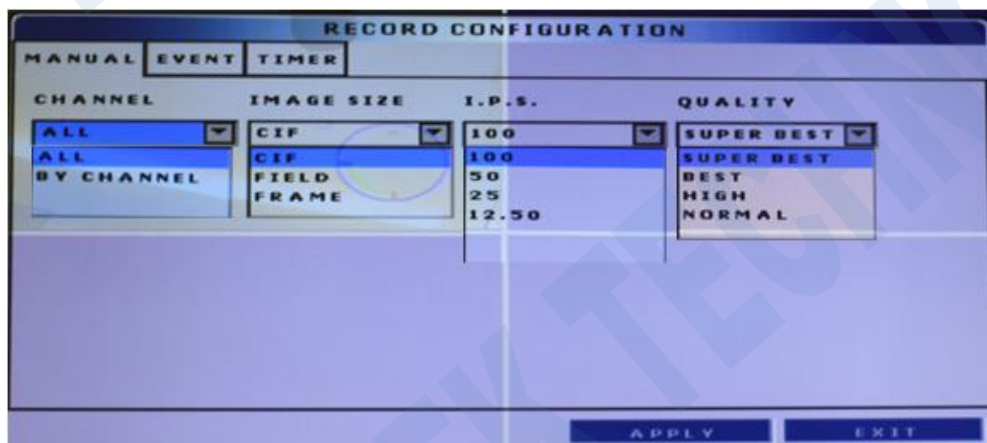 RECORD CONFIGURATION
MANUAL EVENT TIMER
CHANNEL IMAGE SIZE I.P.S. QUALITY
ALL CIF 100 SUPER BEST
ALL CIF 100 SUPER BEST
BY CHANNEL FIELD 50 BEST
FRAME 25 HIGH
12.50 NORMAL
APPLY EXIT